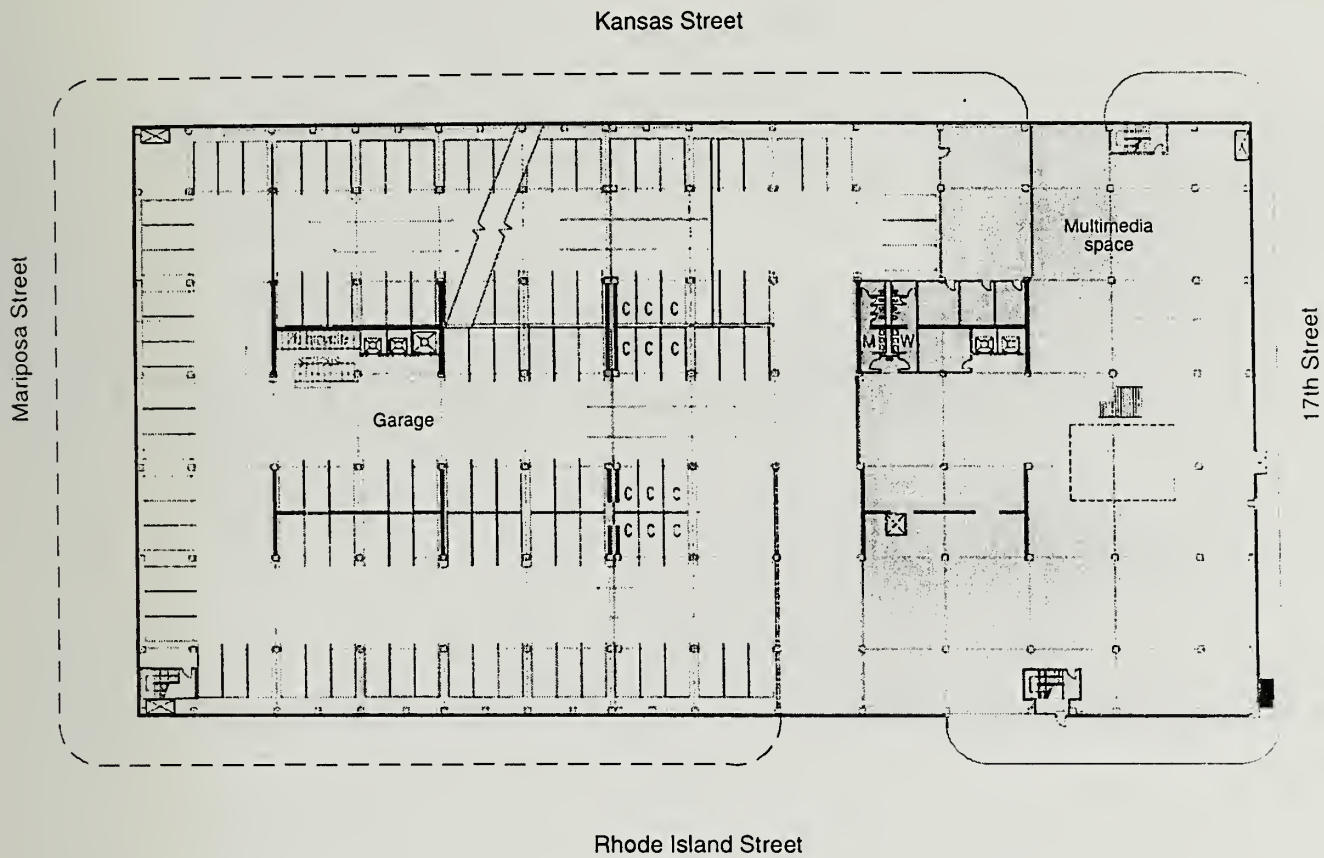 Kansas Street
Mariposa Street
Multimedia
space
C C C
C C C
M W
17th Street
Garage
C C C
C C C
Rhode Island Street